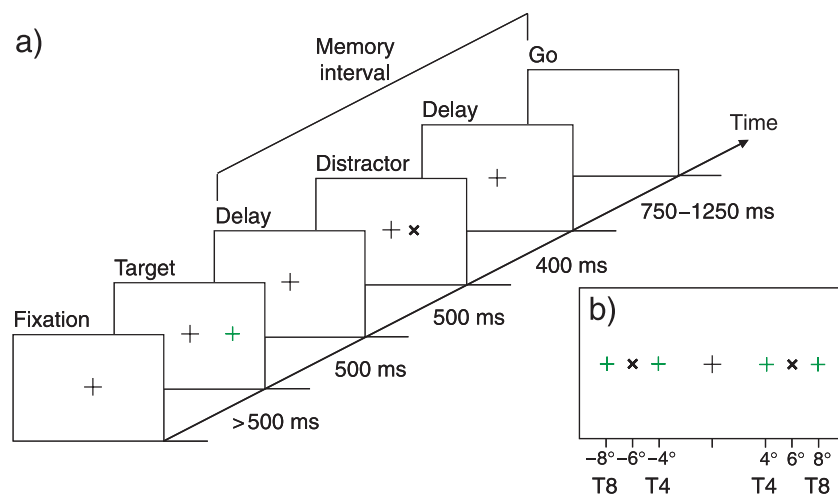 a)
Memory
interval
Go
Delay
Time
Distractor
750–1250 ms
Delay
400 ms
Target
500 ms
Fixation
500 ms
>500 ms
b)
−8° −6° −4° 4° 6° 8°
T8 T4 T4 T8